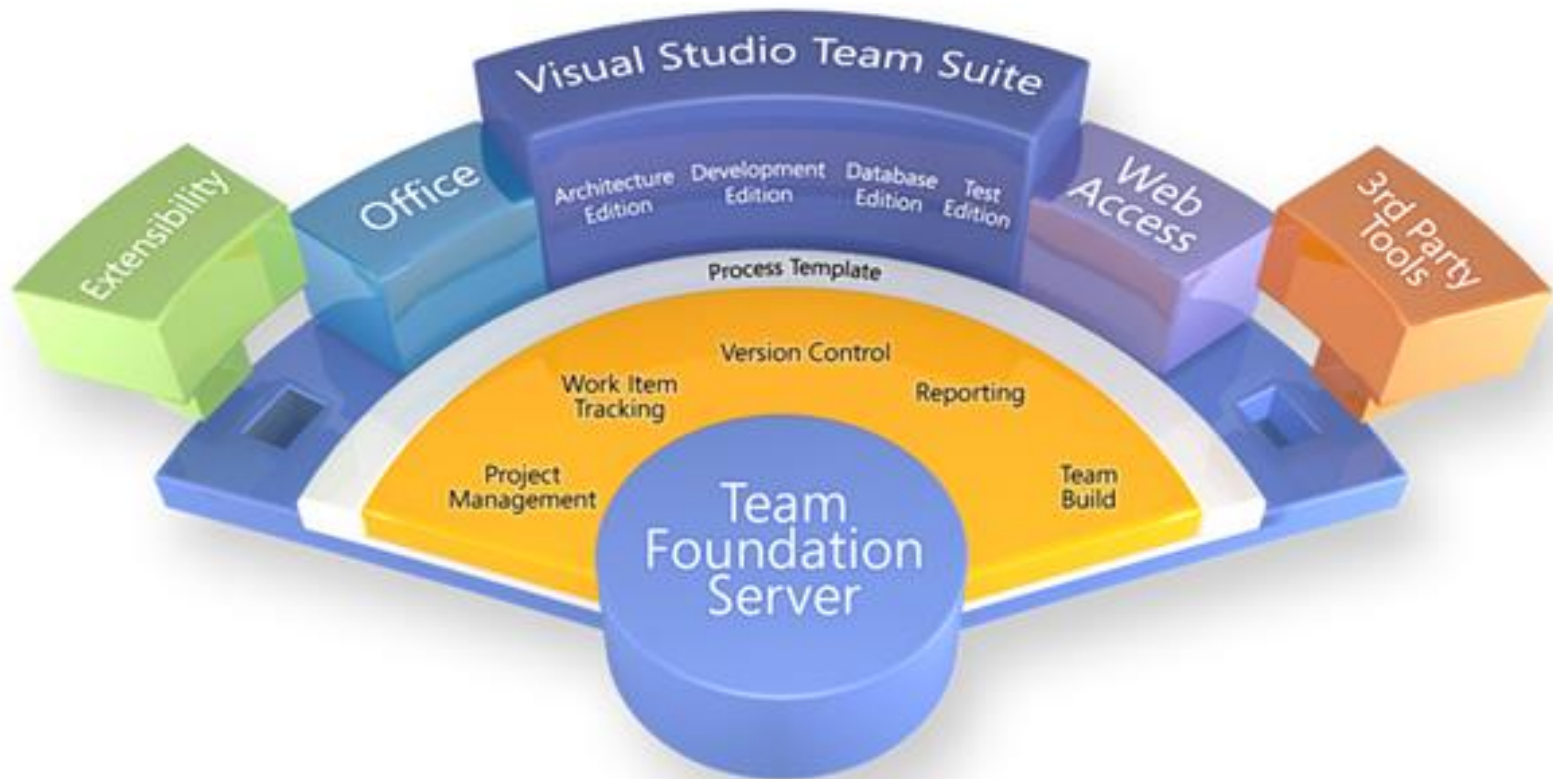 Visual Studio Team Suite
Architecture
Edition
Development
Edition
Database
Edition
Test
Edition
Extensibility
Office
Web
Access
3rd Party
Tools
Process Template
Version Control
Work Item
Tracking
Reporting
Project
Management
Team
Build
Team
Foundation
Server